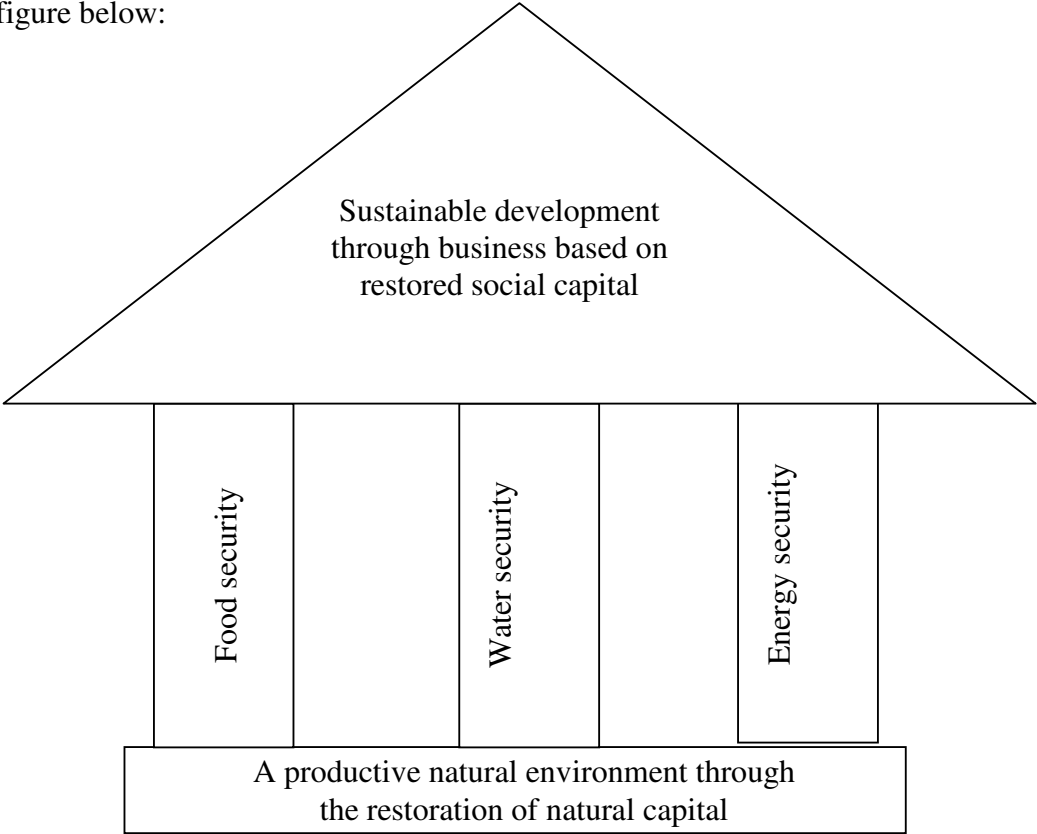 figure below:
Sustainable development
through business based on
restored social capital
Food security
Water security
Energy security
A productive natural environment through
the restoration of natural capital